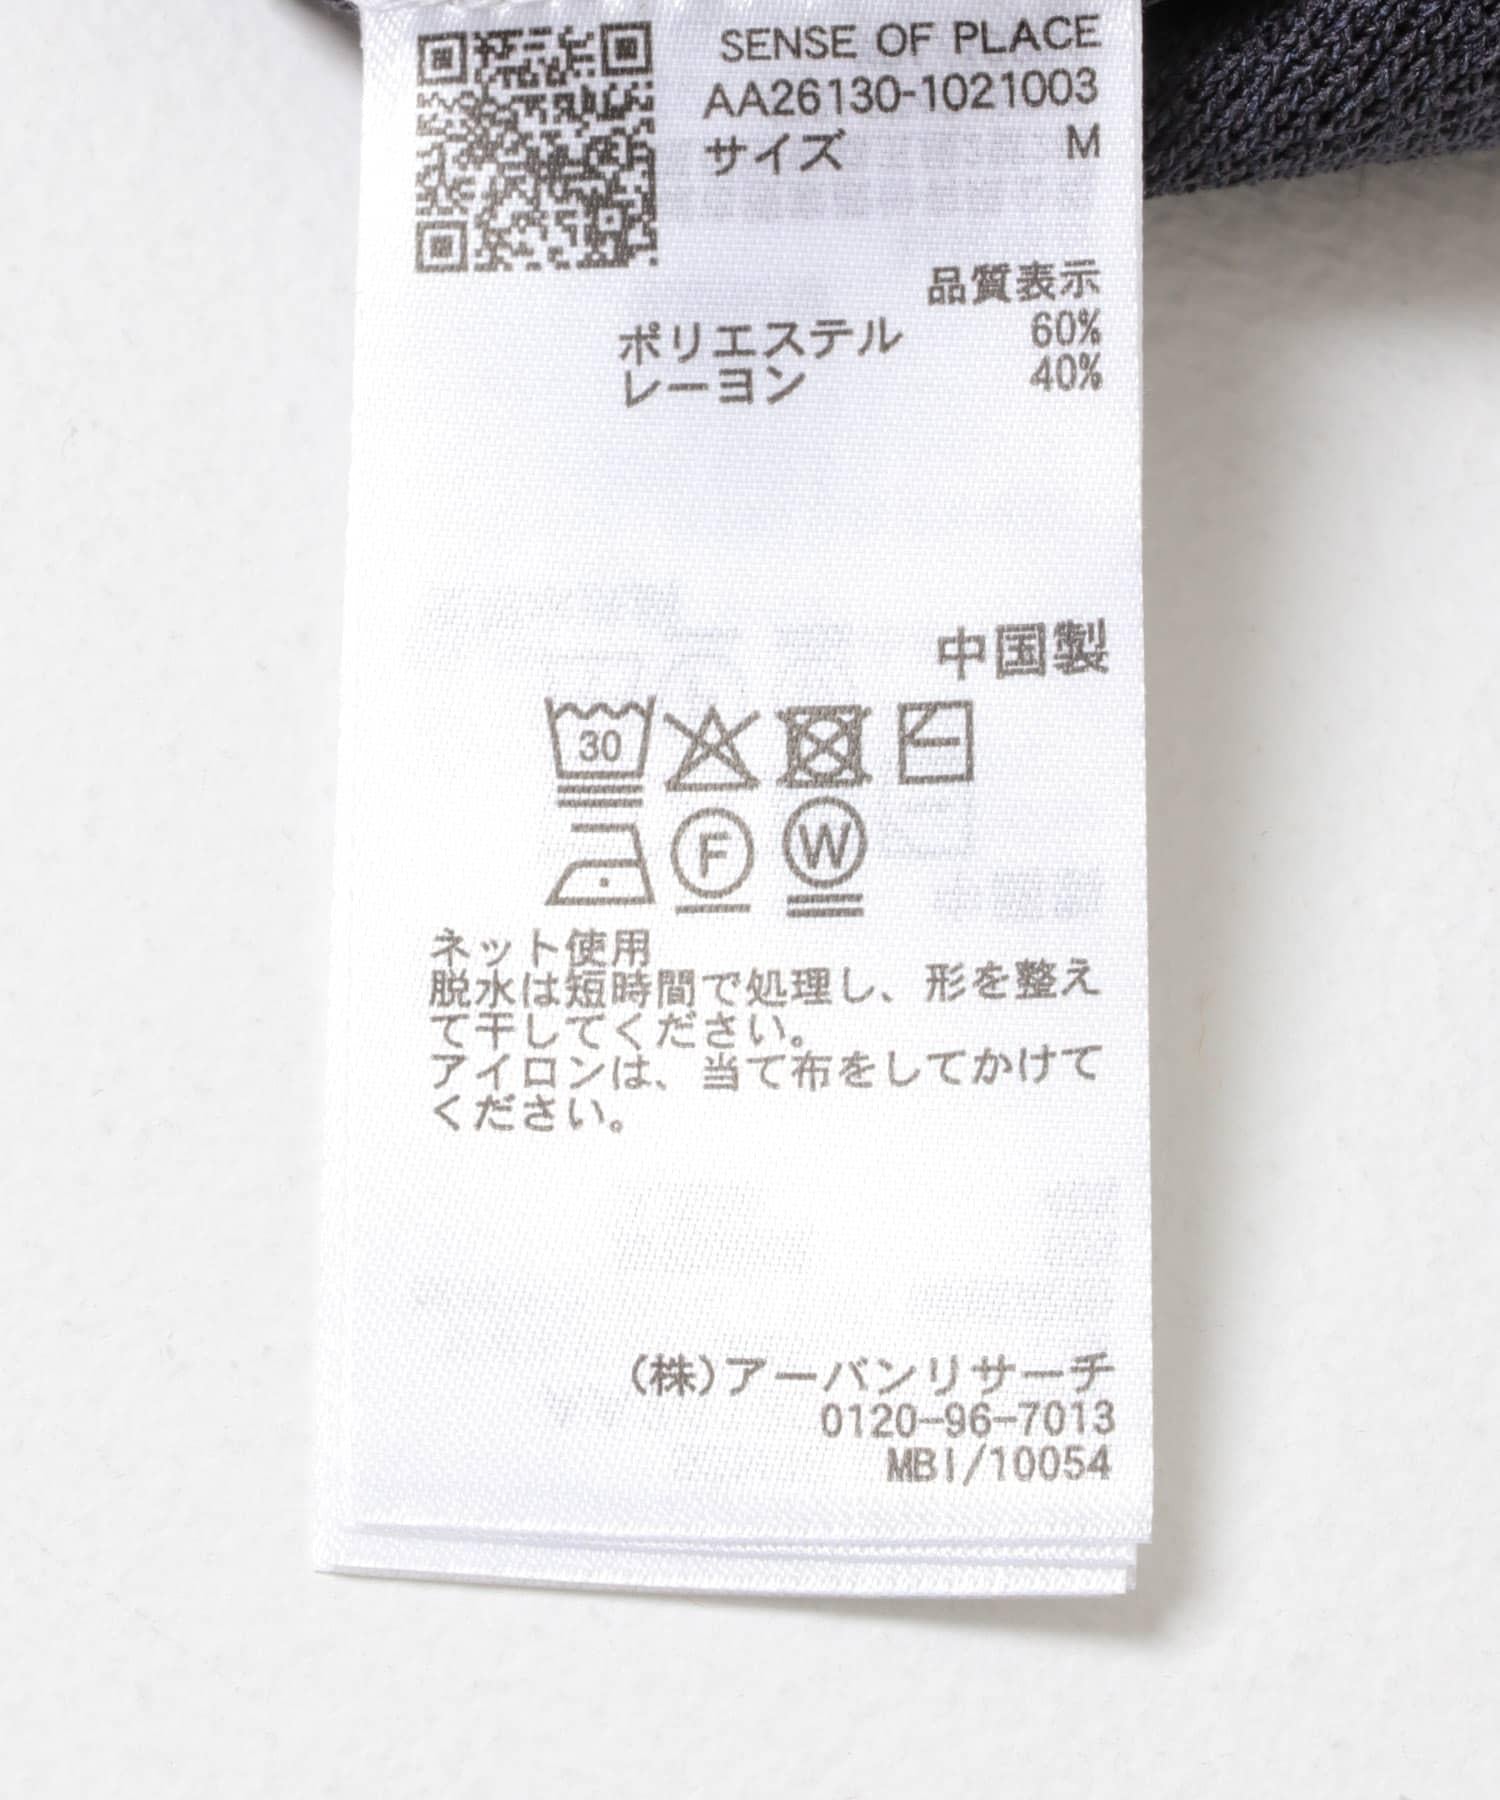 SENSE OF PLACE
AA26130-1021003
サイズ M
品質表示
ポリエステル 60%
レーヨン 40%
中国製
30
F W
ネット使用
脱水は短時間で処理し、形を整え
て干してください。
アイロンは、当て布をしてかけて
ください。
(株)アーバンリサーチ
0120-96-7013
MBI/10054